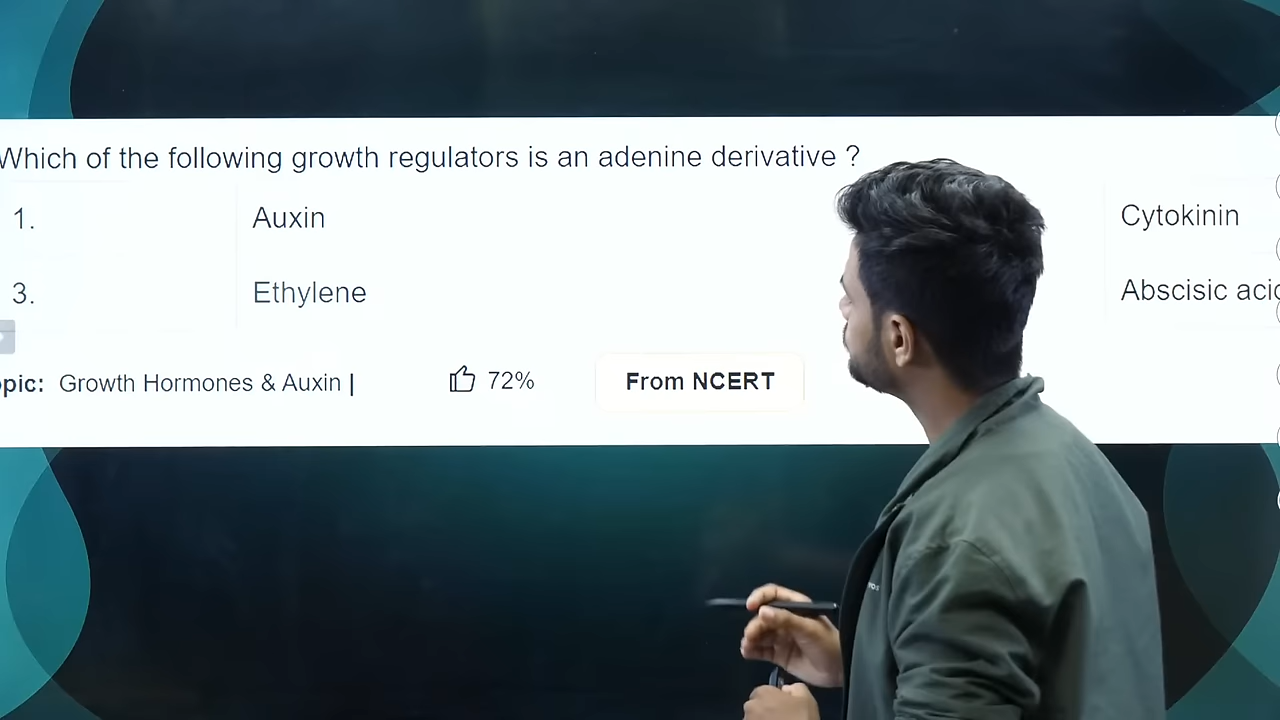 Which of the following growth regulators is an adenine derivative ?
1. Auxin Cytokinin
3. Ethylene Abscisic
Growth Hormones & Auxin | 72% From NCERT